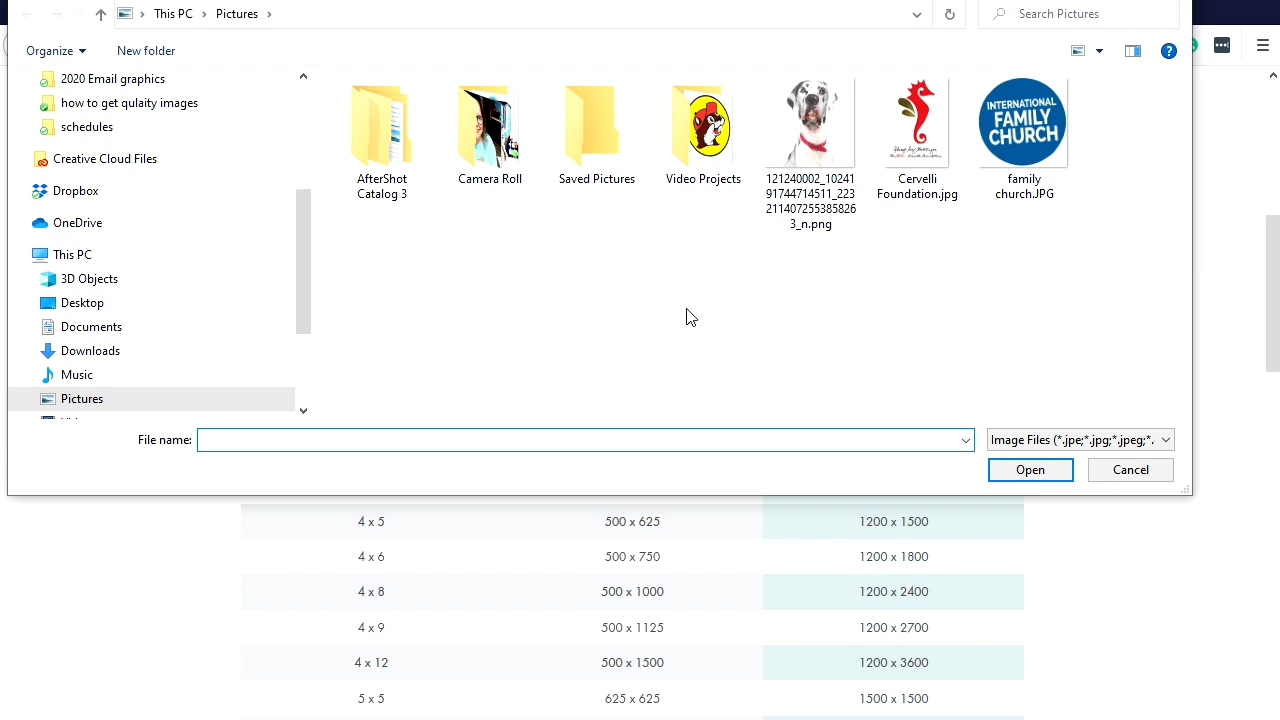 This PC > Pictures >
Search Pictures
Organize
New folder
2020 Email graphics
how to get qulaity images
schedules
Creative Cloud Files
Dropbox
OneDrive
This PC
3D Objects
Desktop
Documents
Downloads
Music
Pictures
AfterShot
Catalog 3
Camera Roll
Saved Pictures
Video Projects
121240002_10241
91744714511_223
211407255385826
3_n.png
Cervelli
Foundation.jpg
INTERNATIONAL
FAMILY
CHURCH
family
church.JPG
File name:
Image Files (*.jpe;*.jpg;*.jpeg;*.
Open
Cancel
4 x 5 500 x 625 1200 x 1500
4 x 6 500 x 750 1200 x 1800
4 x 8 500 x 1000 1200 x 2400
4 x 9 500 x 1125 1200 x 2700
4 x 12 500 x 1500 1200 x 3600
5 x 5 625 x 625 1500 x 1500